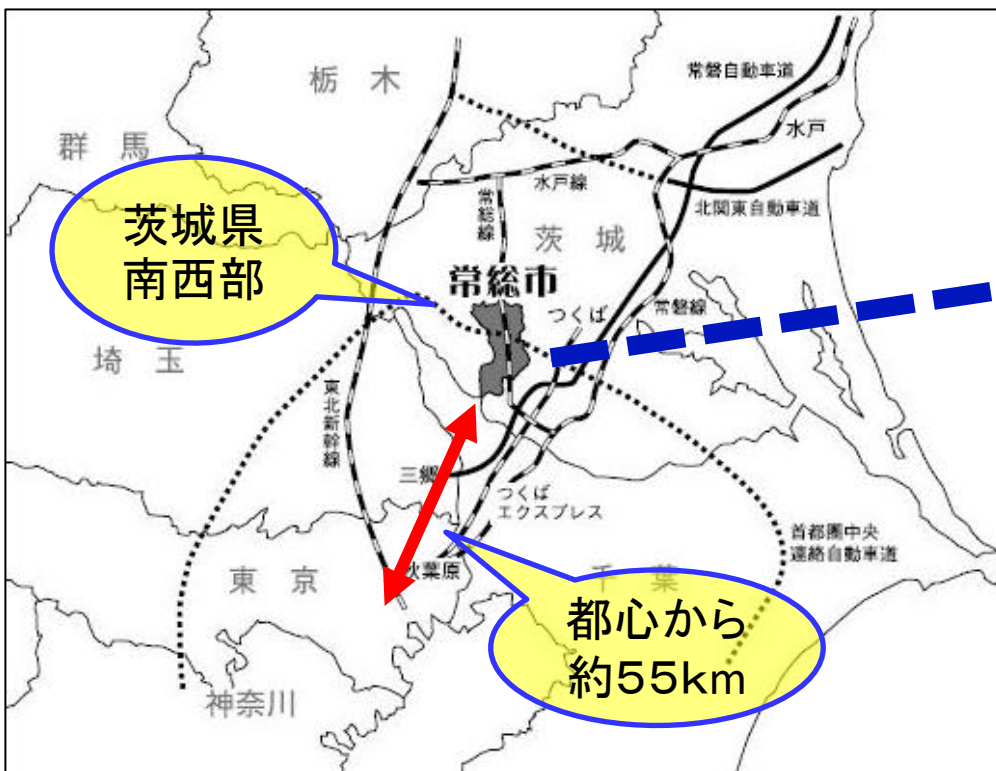 栃木
常磐自動車道
水戸
群馬
水戸線
常総線
北関東自動車道
茨城県
南西部
茨城
常総市
つくば
常磐線
埼玉
東北新幹線
三郷
つくば
エクスプレス
首都圏中央
連絡自動車道
東京
秋葉原
千葉
都心から
約55km
神奈川